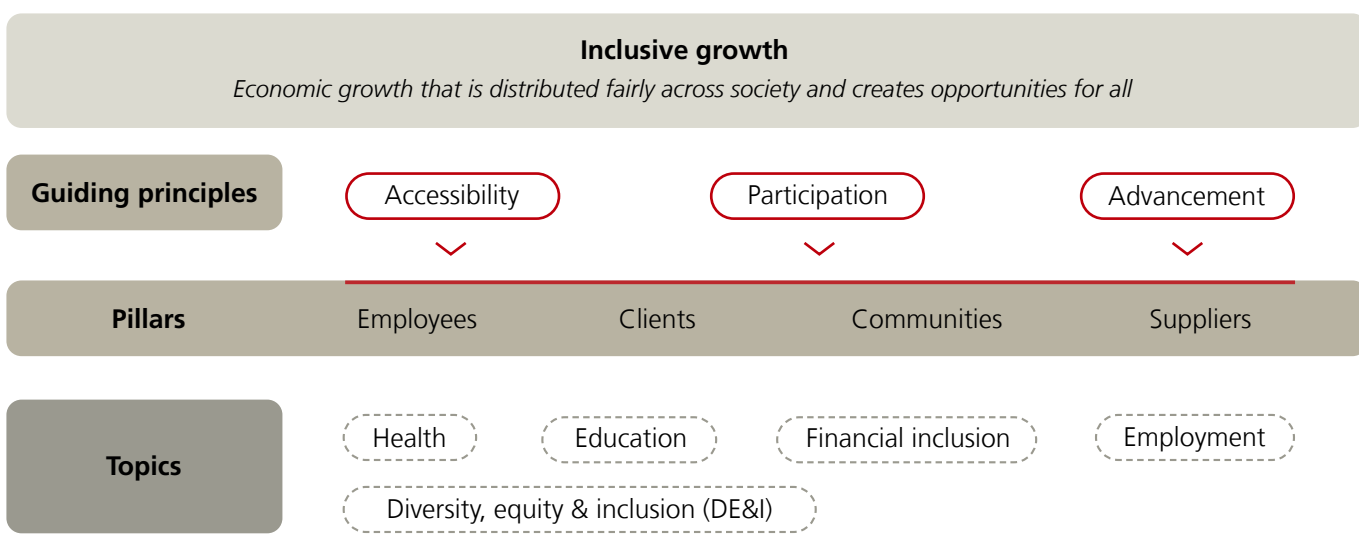 Inclusive growth
Economic growth that is distributed fairly across society and creates opportunities for all
Guiding principles
Accessibility
Participation
Advancement
Pillars
Employees
Clients
Communities
Suppliers
Topics
Health
Education
Financial inclusion
Employment
Diversity, equity & inclusion (DE&I)